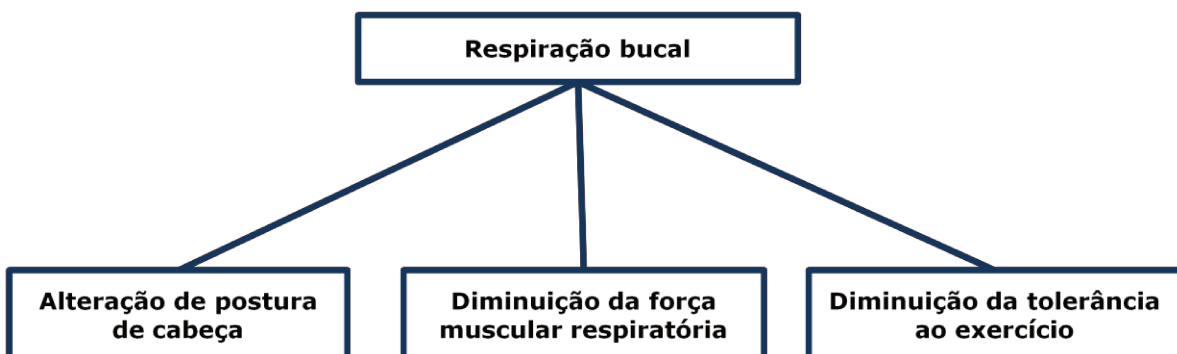 Respiração bucal
Alteração de postura
de cabeça
Diminuição da força
muscular respiratória
Diminuição da tolerância
ao exercício